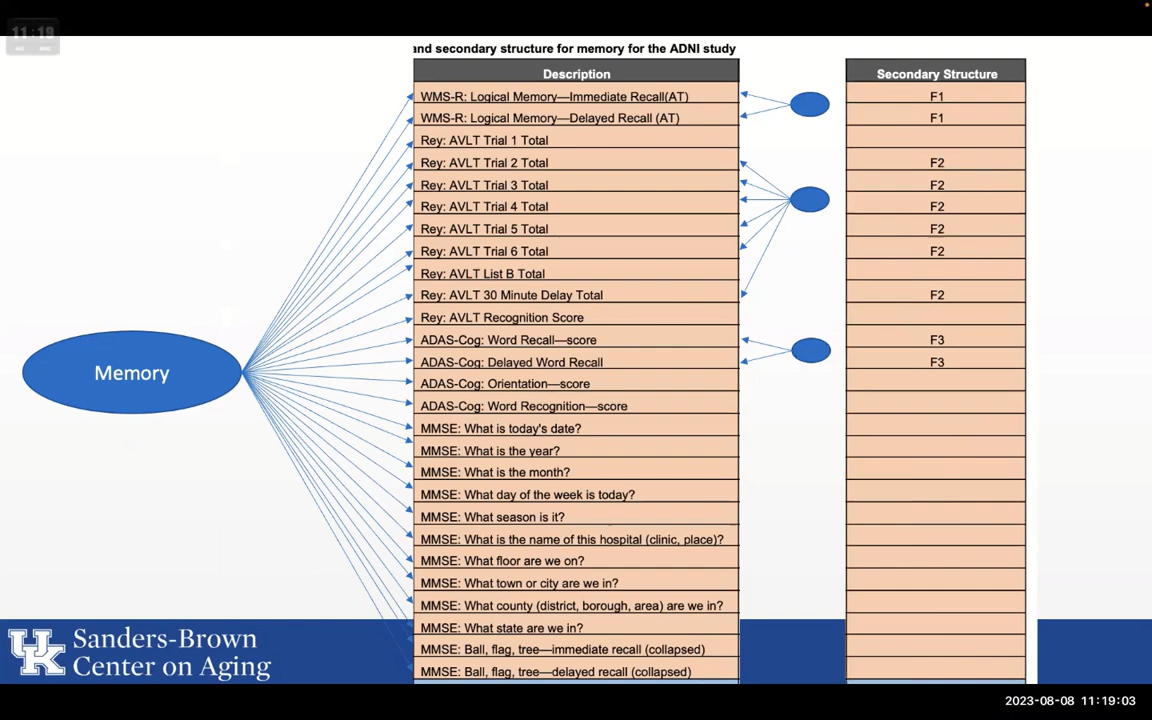 11:19
and secondary structure for memory for the ADNI study
Description
Secondary Structure
WMS-R: Logical Memory—Immediate Recall(AT)
F1
WMS-R: Logical Memory—Delayed Recall (AT)
F1
Rey: AVLT Trial 1 Total
Rey: AVLT Trial 2 Total
F2
Rey: AVLT Trial 3 Total
F2
Rey: AVLT Trial 4 Total
F2
Rey: AVLT Trial 5 Total
F2
Rey: AVLT Trial 6 Total
F2
Rey: AVLT List B Total
Rey: AVLT 30 Minute Delay Total
F2
Rey: AVLT Recognition Score
ADAS-Cog: Word Recall—score
F3
ADAS-Cog: Delayed Word Recall
F3
Memory
ADAS-Cog: Orientation—score
ADAS-Cog: Word Recognition—score
MMSE: What is today's date?
MMSE: What is the year?
MMSE: What is the month?
MMSE: What day of the week is today?
MMSE: What season is it?
MMSE: What is the name of this hospital (clinic, place)?
MMSE: What floor are we on?
MMSE: What town or city are we in?
MMSE: What county (district, borough, area) are we in?
MMSE: What state are we in?
MMSE: Ball, flag, tree—immediate recall (collapsed)
MMSE: Ball, flag, tree—delayed recall (collapsed)
UK
Sanders-Brown
Center on Aging
2023-08-08 11:19:03